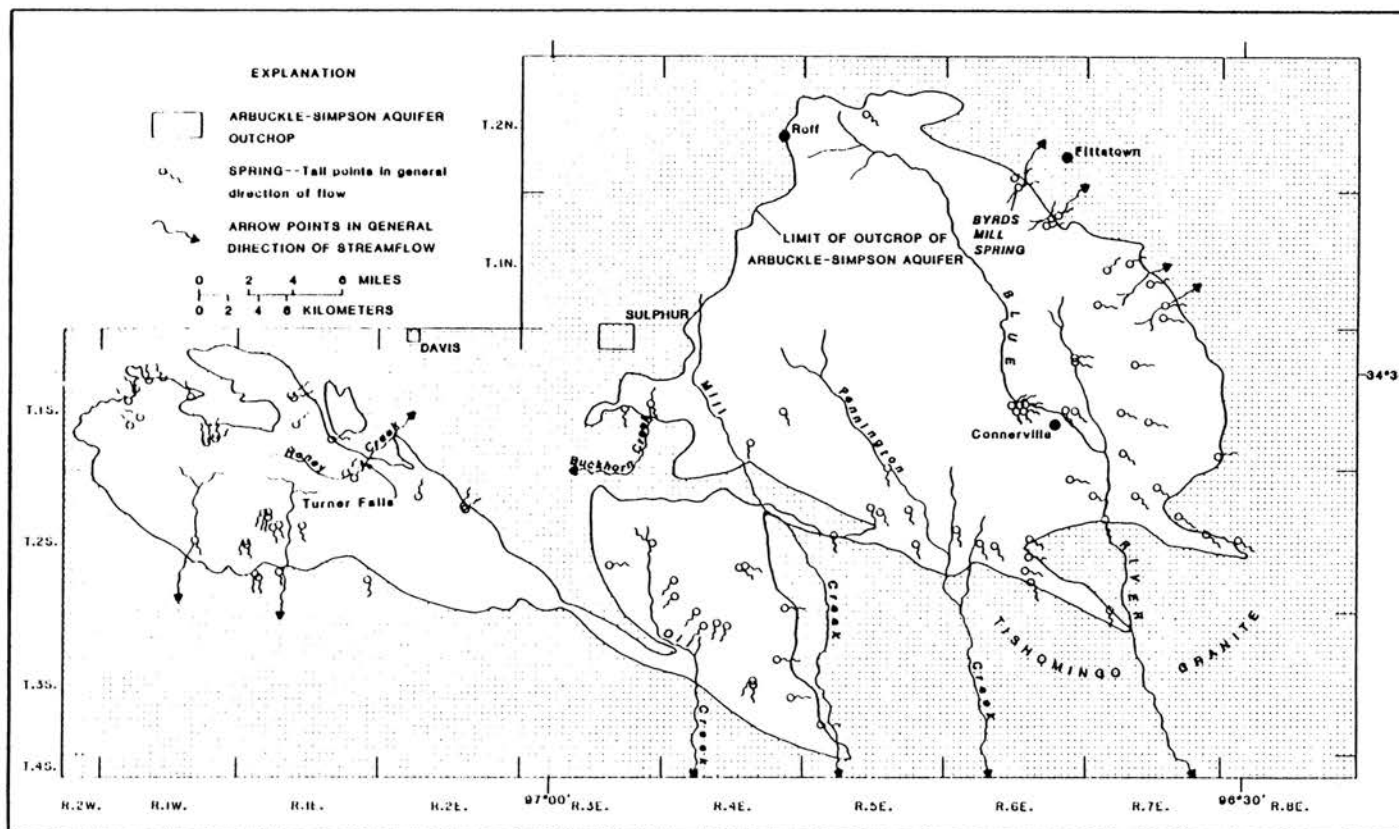 EXPLANATION
ARBUCKLE-SIMPSON AQUIFER
OUTCROP
SPRING--Tail points in general
direction of flow
ARROW POINTS IN GENERAL
DIRECTION OF STREAMFLOW
0 2 4 6 MILES
0 2 4 6 KILOMETERS
T.2N.
T.1N.
T.1S.
T.2S.
T.3S.
T.4S.
Roff
Fittstown
BYRDS
MILL
SPRING
LIMIT OF OUTCROP OF
ARBUCKLE-SIMPSON AQUIFER
SULPHUR
DAVIS
34°3
BLUE
RIVER
Mill
Creek
Pennington
Creek
Connerville
Buckhorn
Creek
Honey
Creek
Turner Falls
Creek
TISHOMINGO
GRANITE
R.2W. R.1W. R.1E. R.2E. 97°00' R.3E. R.4E. R.5E. R.6E. R.7E. 96°30' R.8E.